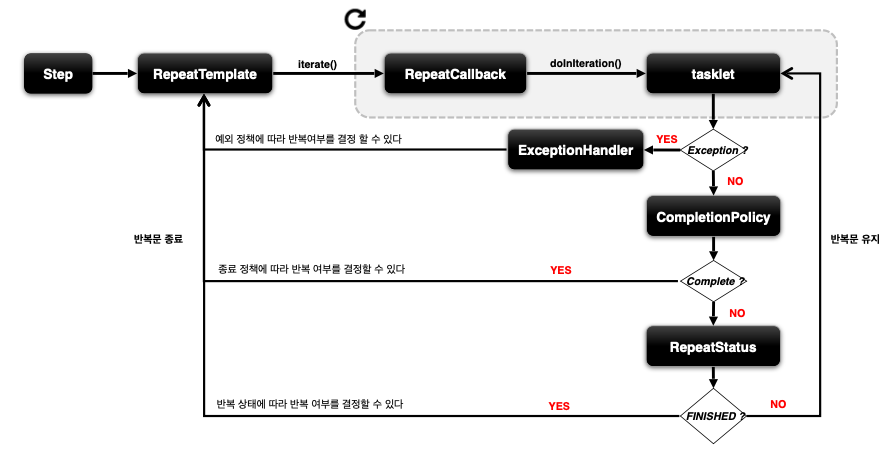 Step
RepeatTemplate
iterate()
RepeatCallback
doInIteration()
tasklet
예외 정책에 따라 반복여부를 결정 할 수 있다
ExceptionHandler
YES
Exception ?
NO
CompletionPolicy
반복문 종료
반복문 유지
종료 정책에 따라 반복 여부를 결정할 수 있다
YES
Complete ?
NO
RepeatStatus
반복 상태에 따라 반복 여부를 결정할 수 있다
YES
FINISHED ?
NO